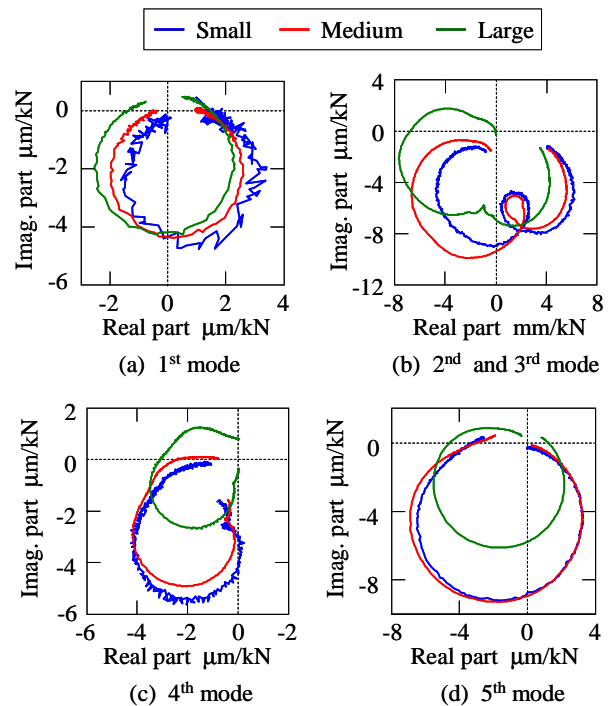 Small Medium Large
0
-2
-4
-6
-2 0 2 4
Imag. part μm/kN
Real part μm/kN
(a) 1st mode
4
0
-4
-8
-12
-8 -4 0 4 8
Imag. part μm/kN
Real part mm/kN
(b) 2nd and 3rd mode
2
0
-2
-4
-6
-6 -4 -2 0 -2
Imag. part μm/kN
Real part μm/kN
(c) 4th mode
0
-4
-8
-8 -4 0 4
Imag. part μm/kN
Real part μm/kN
(d) 5th mode